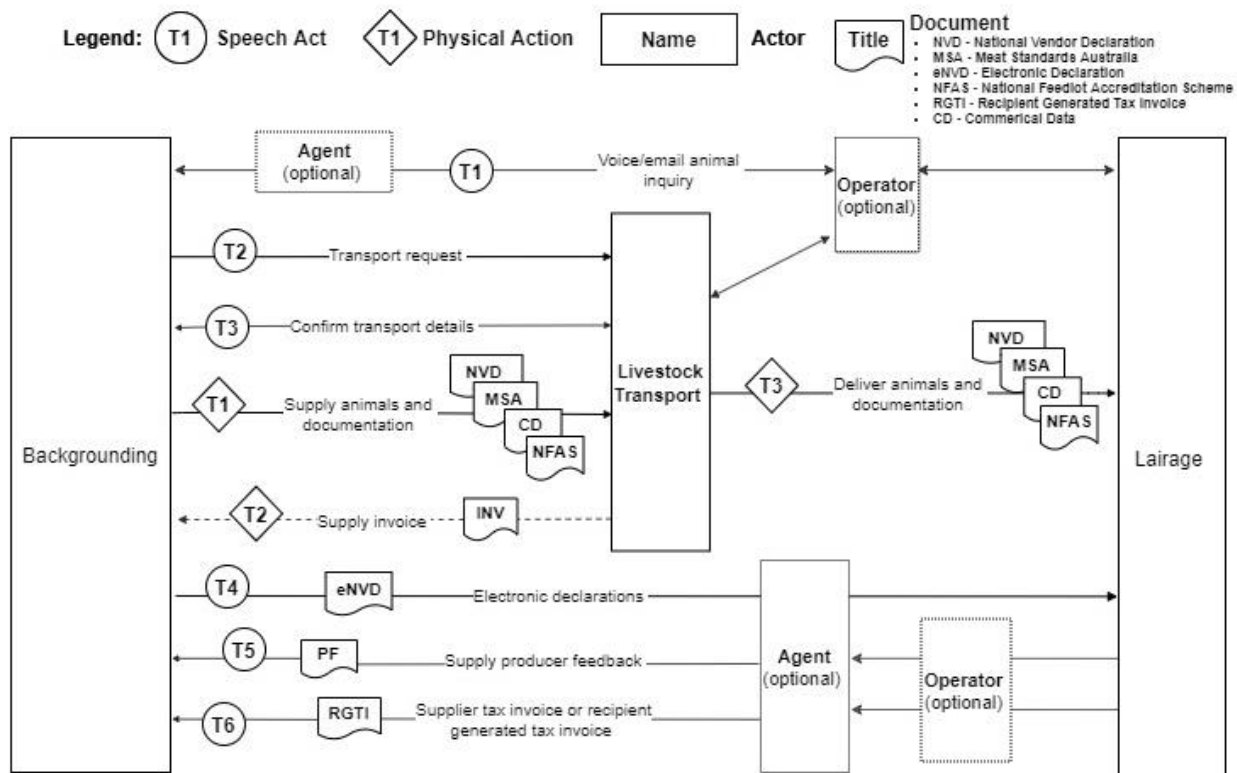 Legend: T1 Speech Act T1 Physical Action Name Actor Title Document
• NVD - National Vendor Declaration
• MSA - Meat Standards Australia
• eNVD - Electronic Declaration
• NFAS - National Feedlot Accreditation Scheme
• RGTI - Recipient Generated Tax Invoice
• CD - Commerical Data
Agent
(optional)
T1
Voice/email animal
inquiry
Operator
(optional)
T2
Transport request
T3
Confirm transport details
Livestock
Transport
T1
Supply animals and
documentation
NVD
MSA
CD
NFAS
T3
Deliver animals and
documentation
NVD
MSA
CD
NFAS
Backgrounding
Lairage
T2
Supply invoice
INV
T4
eNVD
Electronic declarations
T5
PF
Supply producer feedback
Agent
(optional)
Operator
(optional)
T6
RGTI
Supplier tax invoice or recipient
generated tax invoice